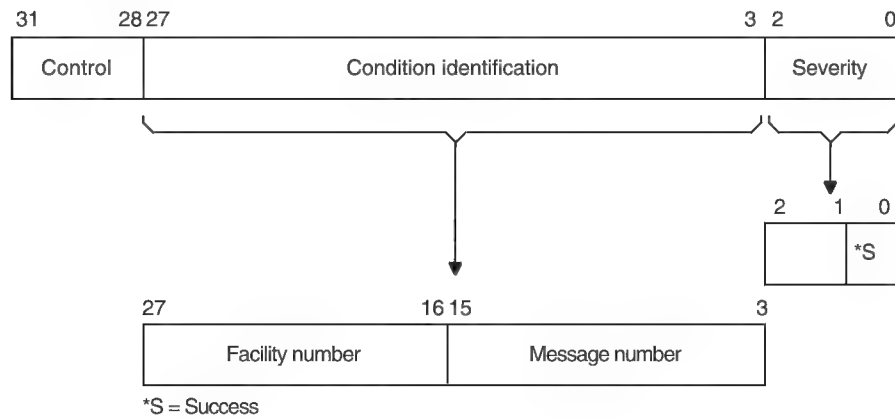 31 28 27 3 2 0
Control Condition identification Severity
2 1 0
*S
27 16 15 3
Facility number Message number
*S = Success